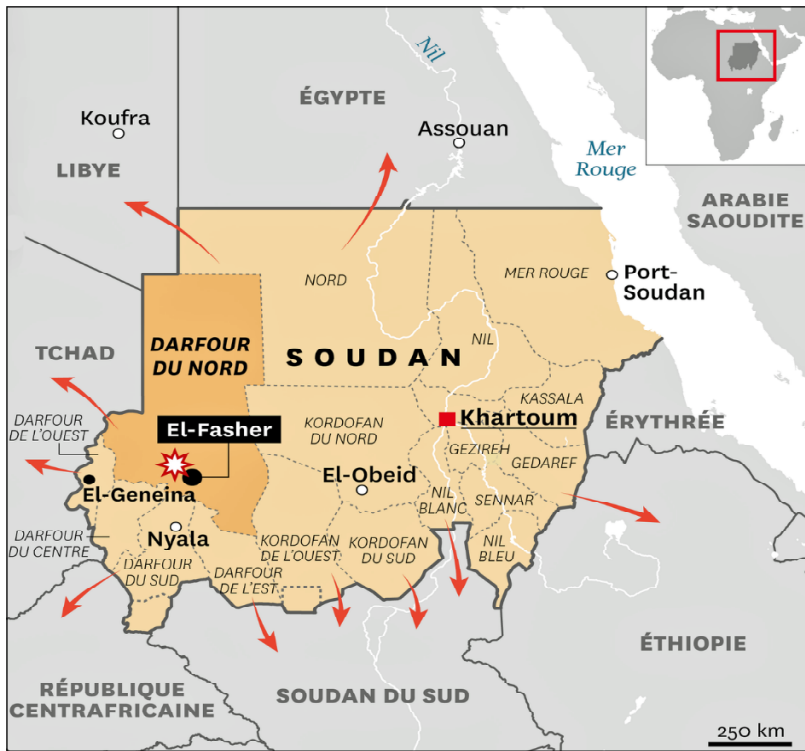 Nil
ÉGYPTE
Koufra
Assouan
Mer
Rouge
LIBYE
ARABIE
SAOUDITE
NORD
MER ROUGE
Port-
Soudan
DARFOUR
DU NORD
SOUDAN
NIL
TCHAD
KASSALA
DARFOUR
DE L'OUEST
El-Fasher
KORDOFAN
DU NORD
Khartoum
ÉRYTHRÉE
GEZIREH
GEDAREF
El-Geneina
El-Obeid
NIL
BLANC
SENNAR
DARFOUR
DU CENTRE
Nyala
KORDOFAN
DE L'OUEST
KORDOFAN
DU SUD
NIL
BLEU
DARFOUR
DU SUD
DARFOUR
DE L'EST
ÉTHIOPIE
RÉPUBLIQUE
CENTRAFRICAINE
SOUDAN DU SUD
250 km